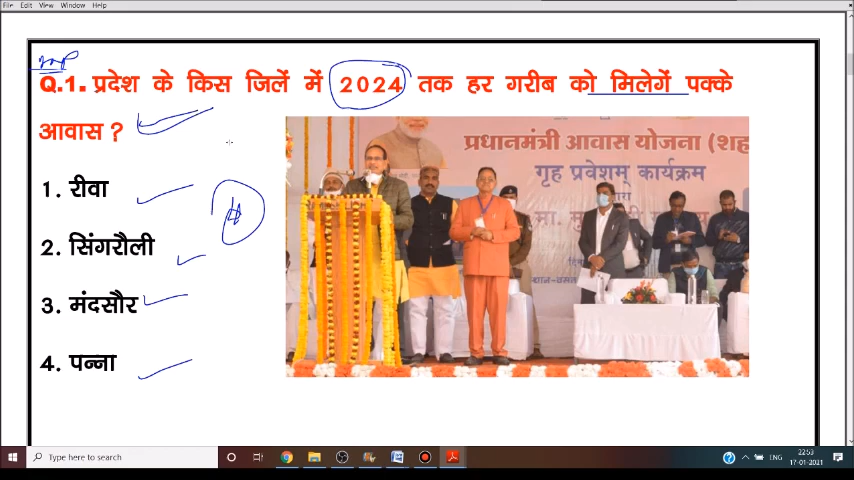 File Edit View Window Help
Imp
Q.1. प्रदेश के किस जिलें में 2024 तक हर गरीब को मिलेगें पक्के
आवास ?
1. रीवा
2. सिंगरौली
3. मंदसौर
4. पन्ना
प्रधानमंत्री आवास योजना (शह
गृह प्रवेशम् कार्यक्रम
मा. मु
Type here to search
ENG
22:53
17-01-2021